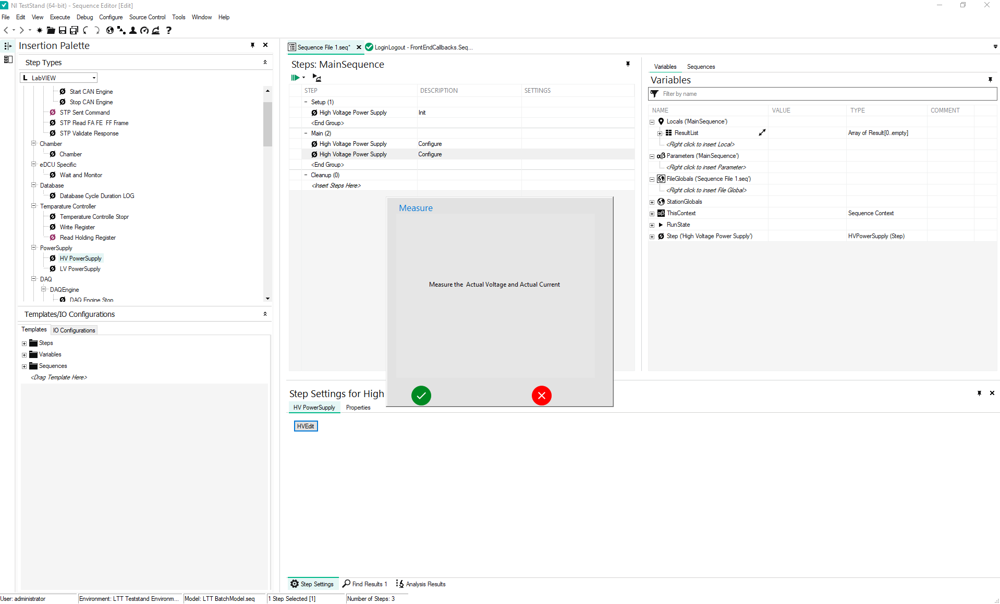 NI TestStand (64-bit) - Sequence Editor [Edit]
File Edit View Execute Debug Configure Source Control Tools Window Help
Insertion Palette
Step Types
L LabVIEW
Start CAN Engine
Stop CAN Engine
STP Sent Command
STP Read FA FE FF Frame
STP Validate Response
Chamber
Chamber
eDCU Specific
Wait and Monitor
Database
Database Cycle Duration LOG
Temparature Controller
Temperature Controlle Stopr
Write Register
Read Holding Register
PowerSupply
HV PowerSupply
LV PowerSupply
DAQ
DAQEngine
DAQ Engine Stop
Templates/IO Configurations
Templates IO Configurations
Steps
Variables
Sequences
<Drag Template Here>
Sequence File 1.seq* LoginLogout - FrontEndCallbacks.Seq...
Steps: MainSequence
STEP DESCRIPTION SETTINGS
Setup (1)
High Voltage Power Supply Init
<End Group>
Main (2)
High Voltage Power Supply Configure
High Voltage Power Supply Configure
<End Group>
Cleanup (0)
<Insert Steps Here>
Measure
Measure the Actual Voltage and Actual Current
Variables Sequences
Variables
Filter by name
NAME VALUE TYPE COMMENT
Locals ('MainSequence')
ResultList Array of Result[0..empty]
<Right click to insert Local>
αβ Parameters ('MainSequence')
<Right click to insert Parameter>
FileGlobals ('Sequence File 1.seq')
<Right click to insert File Global>
StationGlobals
αβ ThisContext Sequence Context
RunState
Step ('High Voltage Power Supply') HVPowerSupply (Step)
Step Settings for High
HV PowerSupply Properties
HVEdit
Step Settings Find Results 1 Analysis Results
User: administrator Environment: LTT Teststand Environm... Model: LTT BatchModel.seq 1 Step Selected [1] Number of Steps: 3